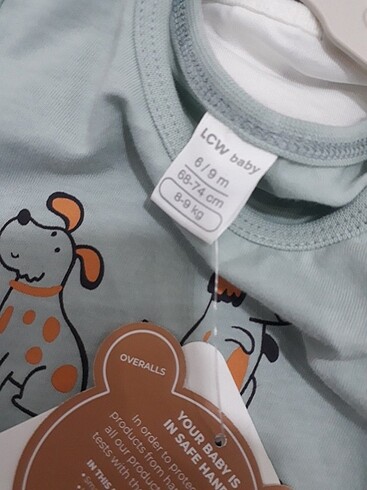 LCW baby
6/9 m
68-74 cm
8-9 kg
OVERALLS
YOUR BABY IS
IN SAFE HAN
In order to prote
products from ha
all our produc
tests with th
IN THIS